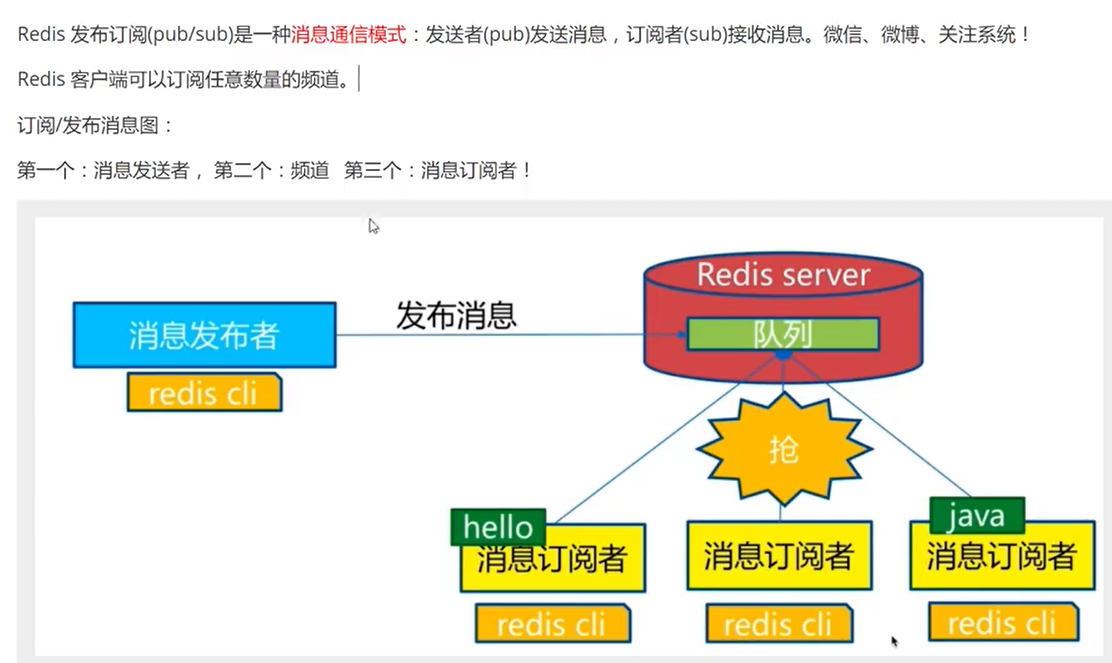 Redis 发布订阅(pub/sub)是一种消息通信模式：发送者(pub)发送消息，订阅者(sub)接收消息。微信、微博、关注系统！
Redis 客户端可以订阅任意数量的频道。
订阅/发布消息图：
第一个：消息发送者， 第二个：频道 第三个：消息订阅者！
Redis server
发布消息
消息发布者
队列
redis cli
抢
hello
java
消息订阅者
消息订阅者
消息订阅者
redis cli
redis cli
redis cli